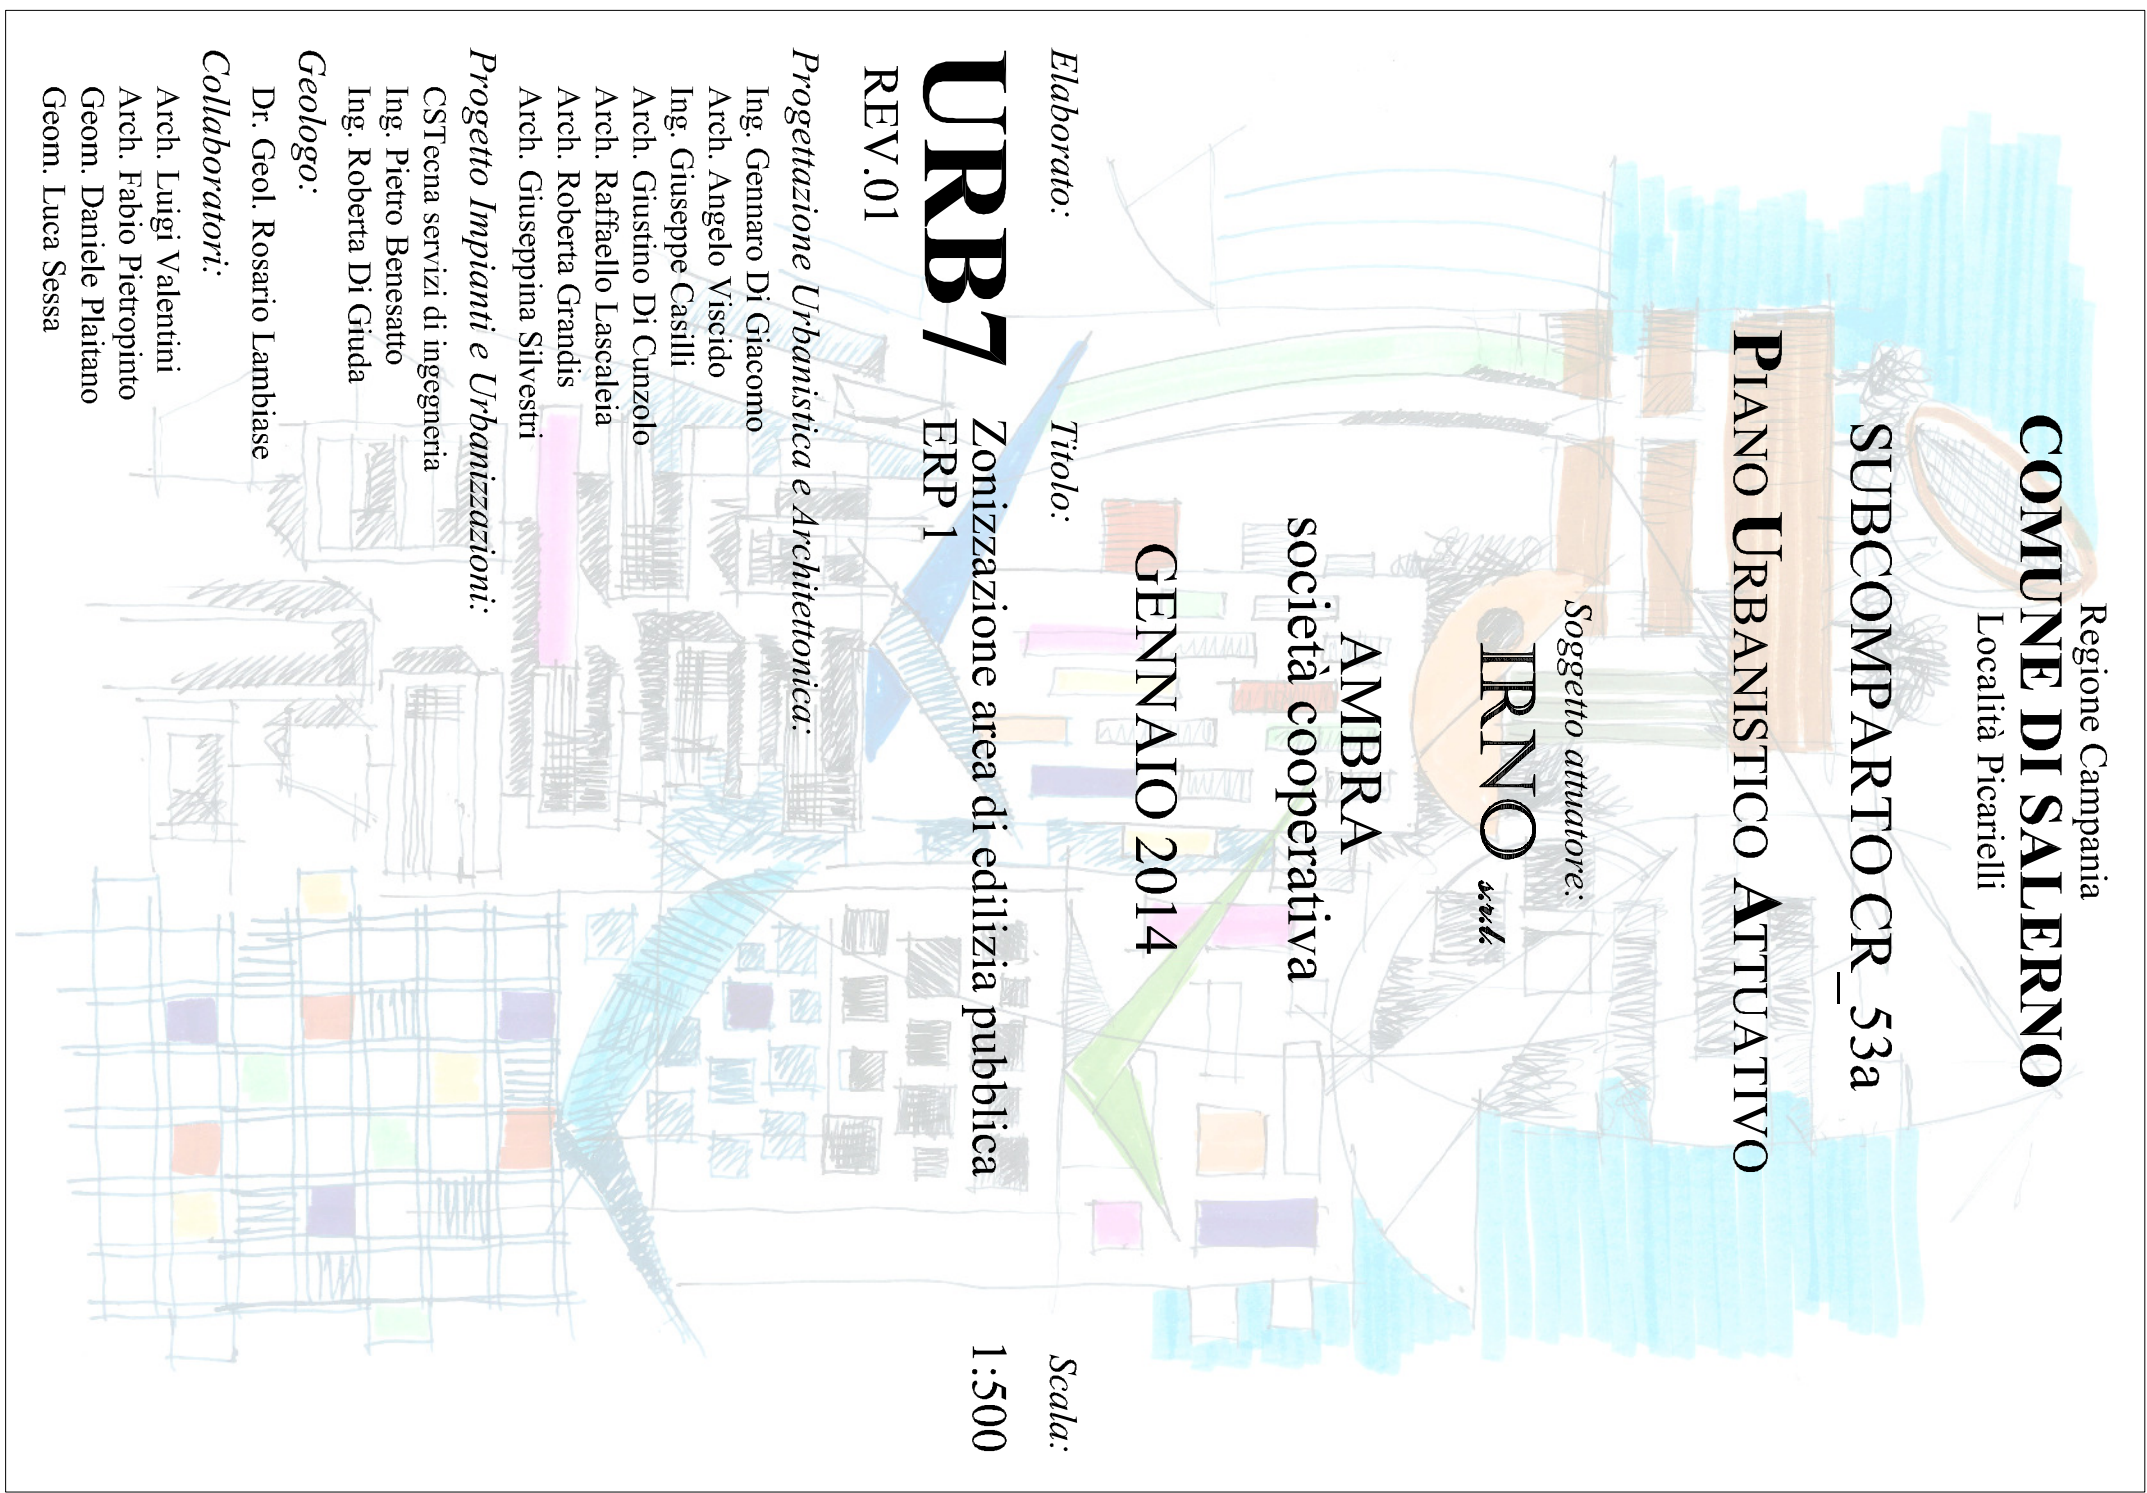 Regione Campania
COMUNE DI SALERNO
Località Picarielli
SUBCOMPARTO CR_53a
PIANO URBANISTICO ATTUATIVO
Soggetto attuatore:
IRNO s.r.l.
AMBRA
società cooperativa
GENNAIO 2014
Elaborato: Titolo: Scala:
URB7 Zonizzazione area di edilizia pubblica 1:500
ERP 1
REV.01
Progettazione Urbanistica e Architettonica:
Ing. Gennaro Di Giacomo
Arch. Angelo Viscido
Ing. Giuseppe Casilli
Arch. Giustino Di Cunzolo
Arch. Raffaello Lascaleia
Arch. Roberta Grandis
Arch. Giuseppina Silvestri
Progetto Impianti e Urbanizzazioni:
CSTecna servizi di ingegneria
Ing. Pietro Benesatto
Ing. Roberta Di Giuda
Geologo:
Dr. Geol. Rosario Lambiase
Collaboratori:
Arch. Luigi Valentini
Arch. Fabio Pietropinto
Geom. Daniele Plaitano
Geom. Luca Sessa